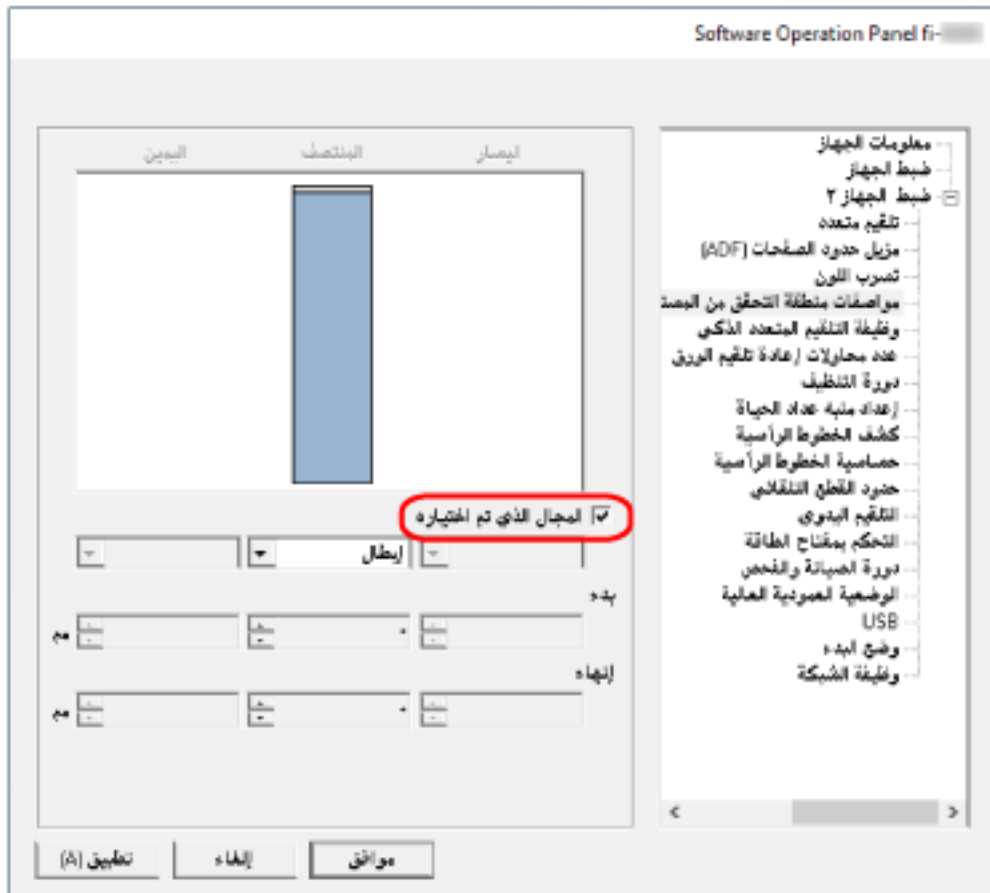 Software Operation Panel fi-
معلومات الجهاز
ضبط الجهاز
ضبط الجهاز ٢
تلقيم متعدد
مزيل حدود الصفحات (ADF)
تسرب اللون
مواصفات منطقة التحقق من المست
وظيفة التلقيم المتعدد الذكي
عدد محاولات إعادة تلقيم الورق
دورة التنظيف
إعداد منبه عداد الحياة
كشف الخطوط الرأسية
حساسية الخطوط الرأسية
حدود القطع التلقائي
التلقيم اليدوي
التحكم بمفتاح الطاقة
دورة الصيانة والفحص
الوضعية العمودية العالية
USB
وضع البدء
وظيفة الشبكة
اليسار المنتصف اليمين
المجال الذي تم اختياره
إبطال
بدء
٠ مم
إنهاء
٠ مم
موافق إلغاء تطبيق (A)